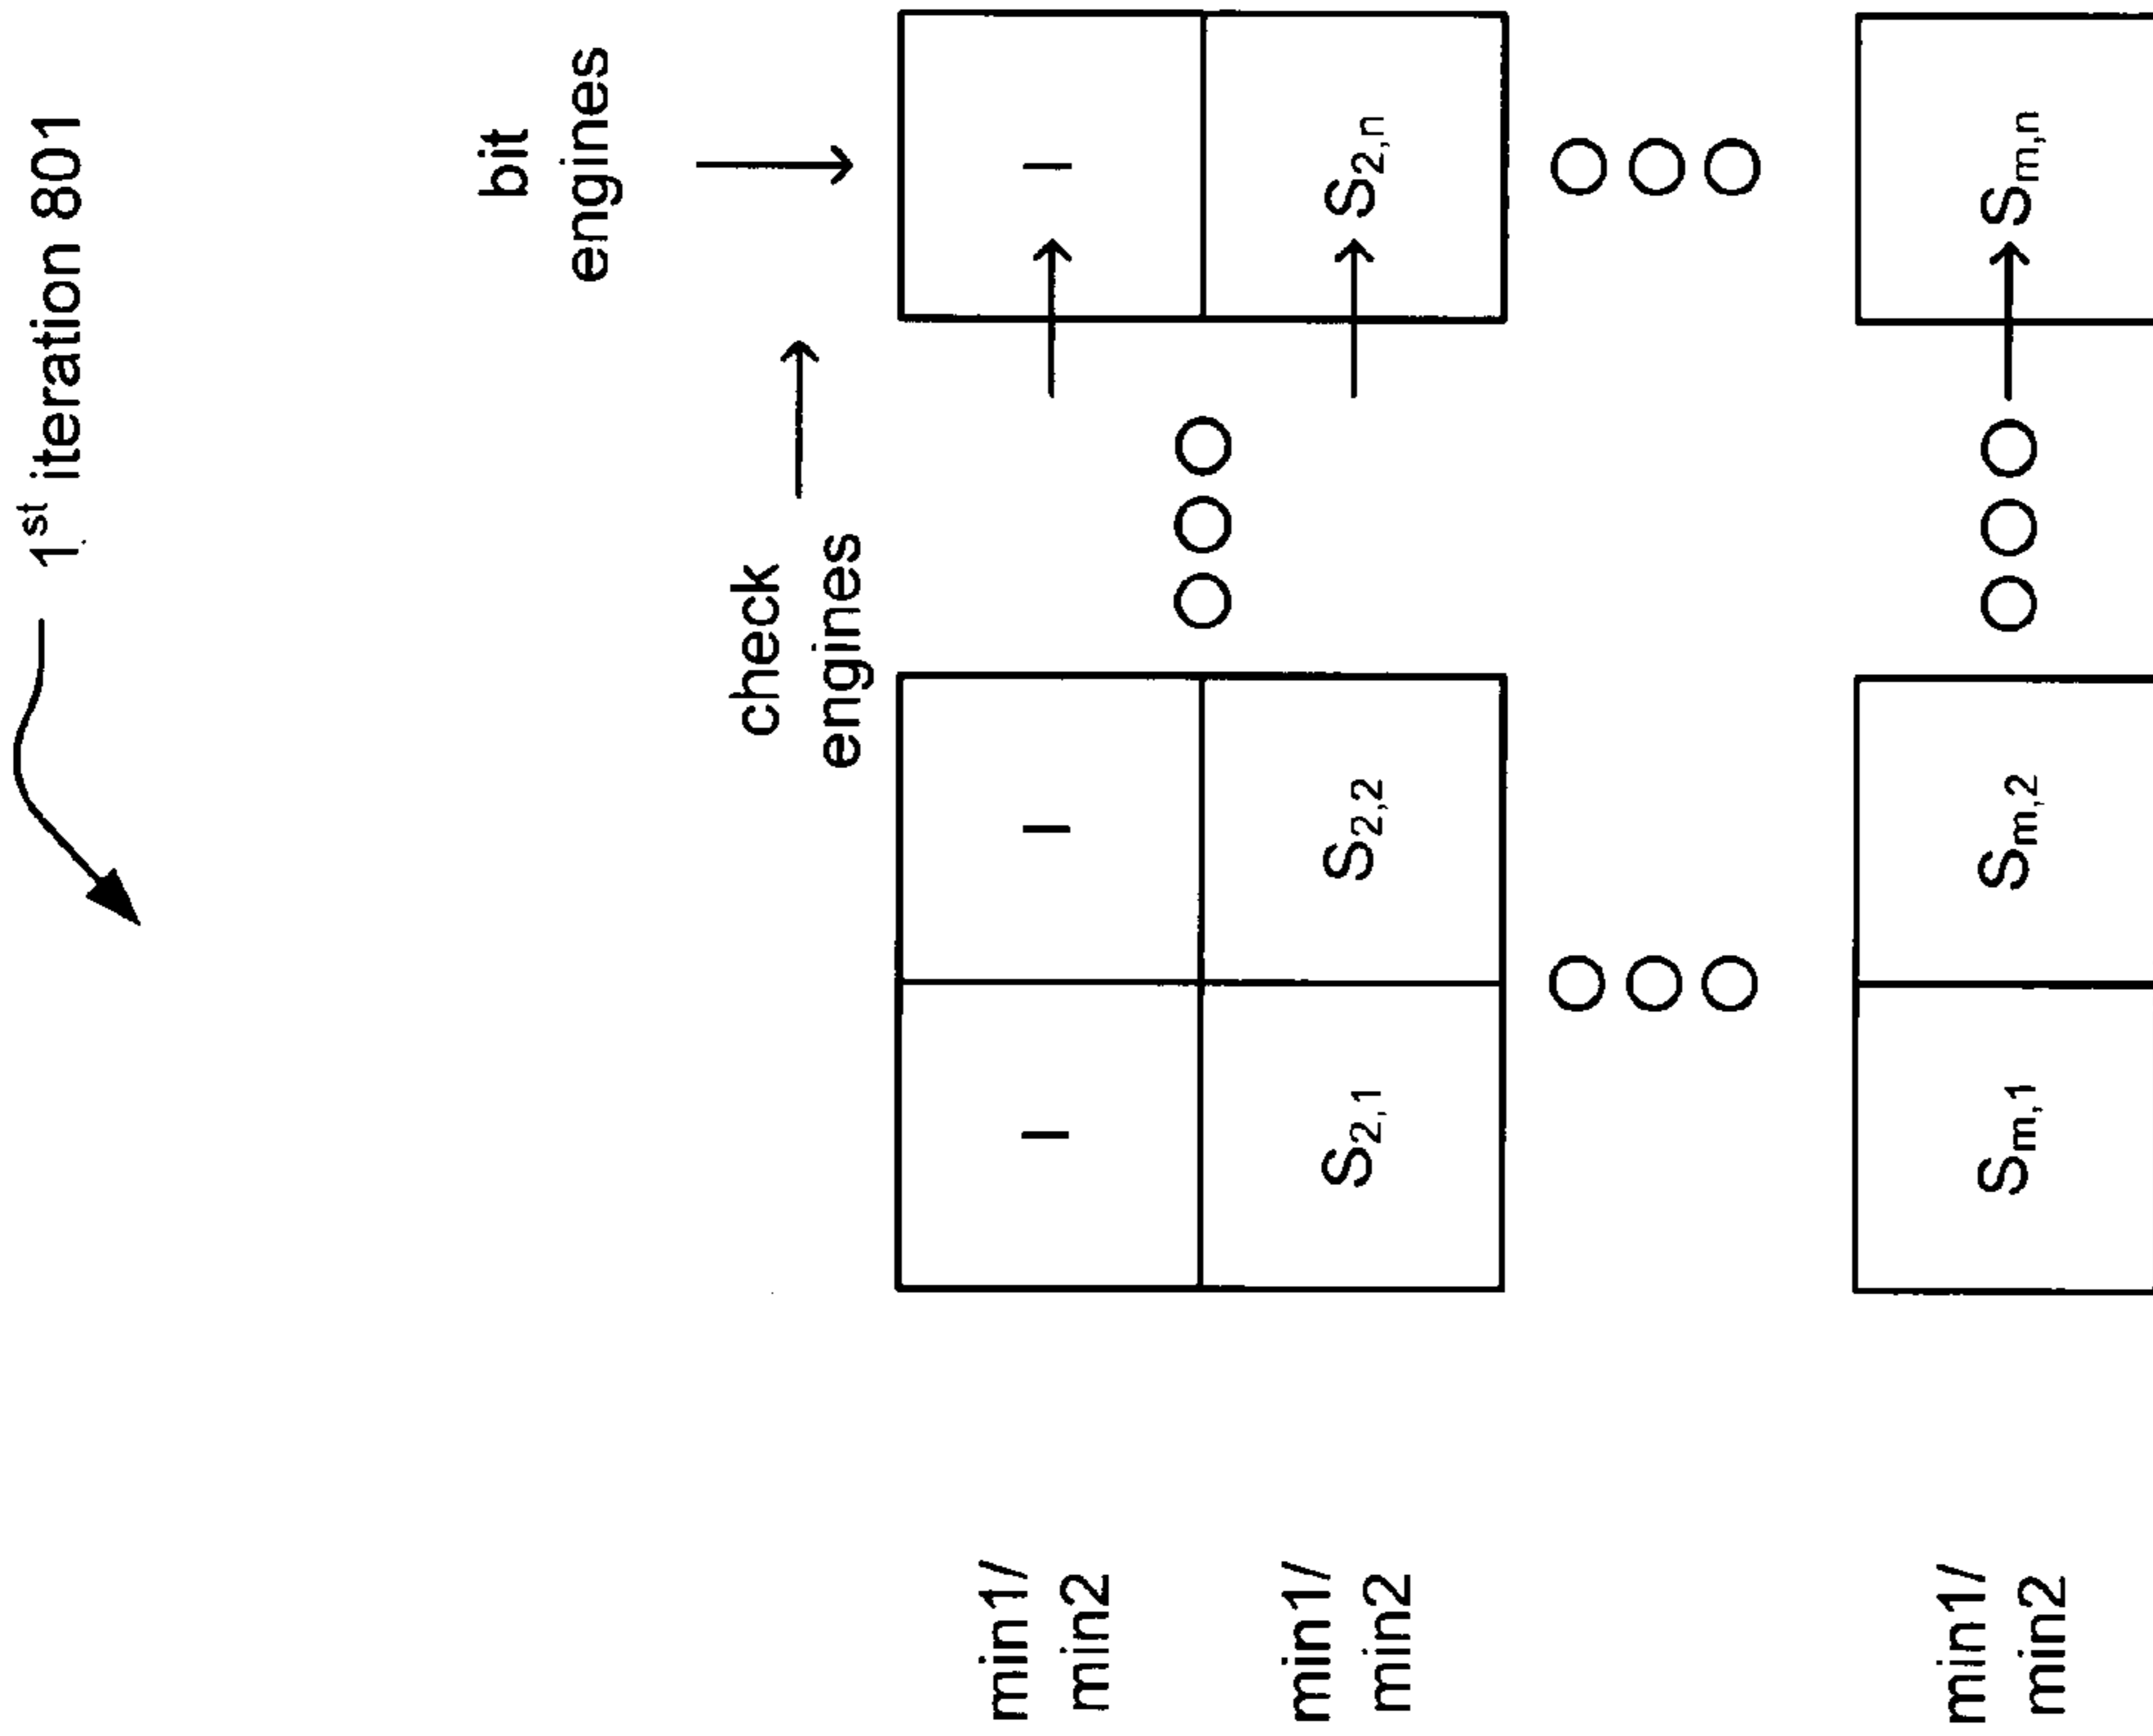 1st iteration 801
bit
engines
check
engines
min1/
min2
I
I
I
min1/
min2
S2,1
S2,2
S2,n
min1/
min2
Sm,1
Sm,2
Sm,n